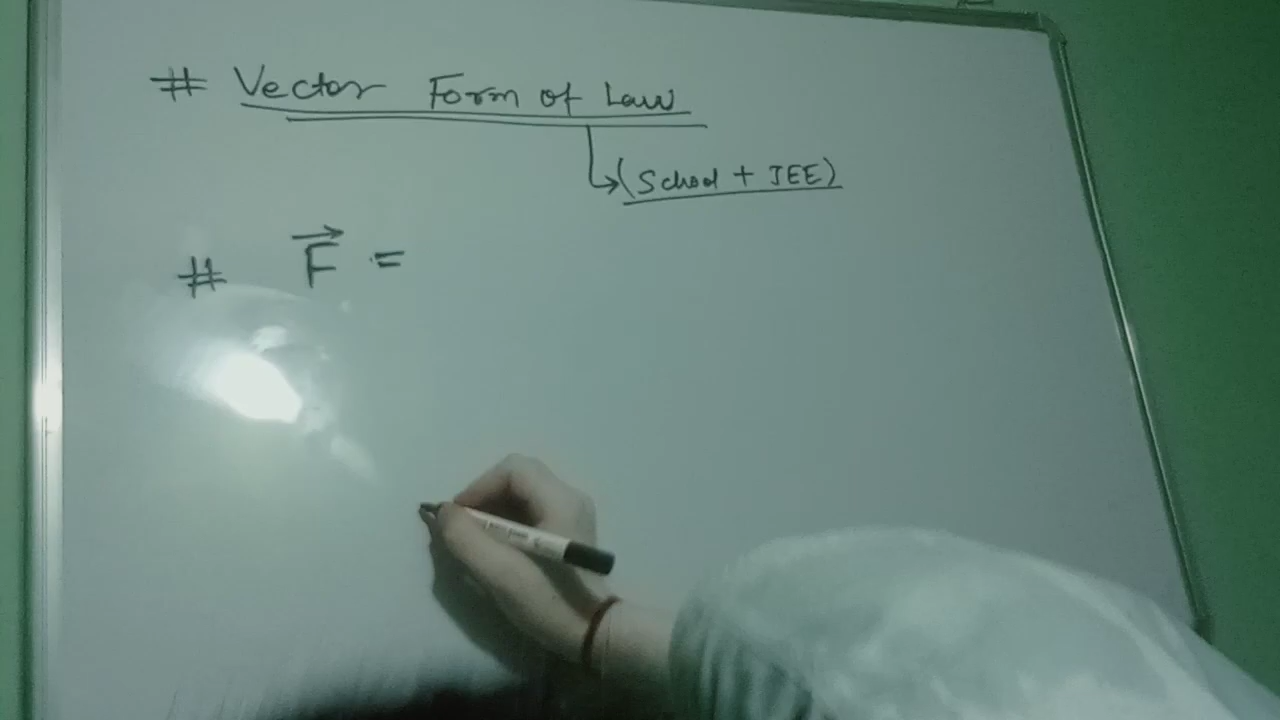 # Vector Form of Law
(School + JEE)
# F⃗ =